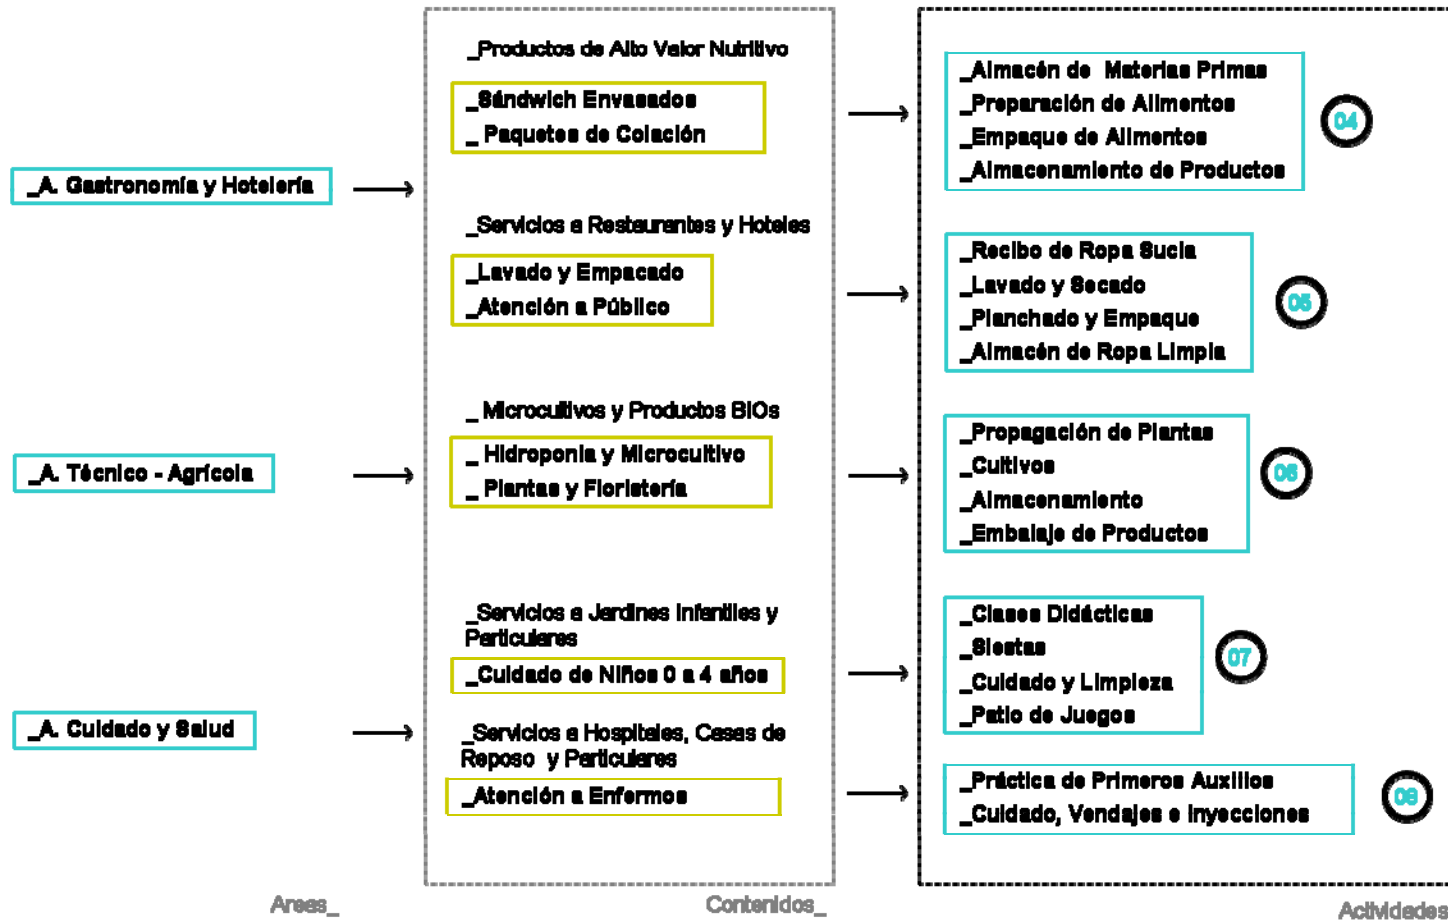 _A. Gastronomía y Hotelería
_A. Técnico - Agrícola
_A. Cuidado y Salud
Areas_
_Productos de Alto Valor Nutritivo
_Sándwich Envasados
_ Paquetes de Colación
_Servicios a Restaurantes y Hoteles
_Lavado y Empacado
_Atención a Público
_ Microcultivos y Productos BIOs
_ Hidroponia y Microcultivo
_ Plantas y Floristería
_Servicios a Jardines Infantiles y
Particulares
_Cuidado de Niños 0 a 4 años
_Servicios a Hospitales, Casas de
Reposo y Particulares
_Atención a Enfermos
Contenidos_
_Almacén de Materias Primas
_Preparación de Alimentos
_Empaque de Alimentos
_Almacenamiento de Productos
04
_Recibo de Ropa Sucia
_Lavado y Secado
_Planchado y Empaque
_Almacén de Ropa Limpia
05
_Propagación de Plantas
_Cultivos
_Almacenamiento
_Embalaje de Productos
06
_Clases Didácticas
_Siestas
_Cuidado y Limpieza
_Patio de Juegos
07
_Práctica de Primeros Auxilios
_Cuidado, Vendajes e Inyecciones
08
Actividades